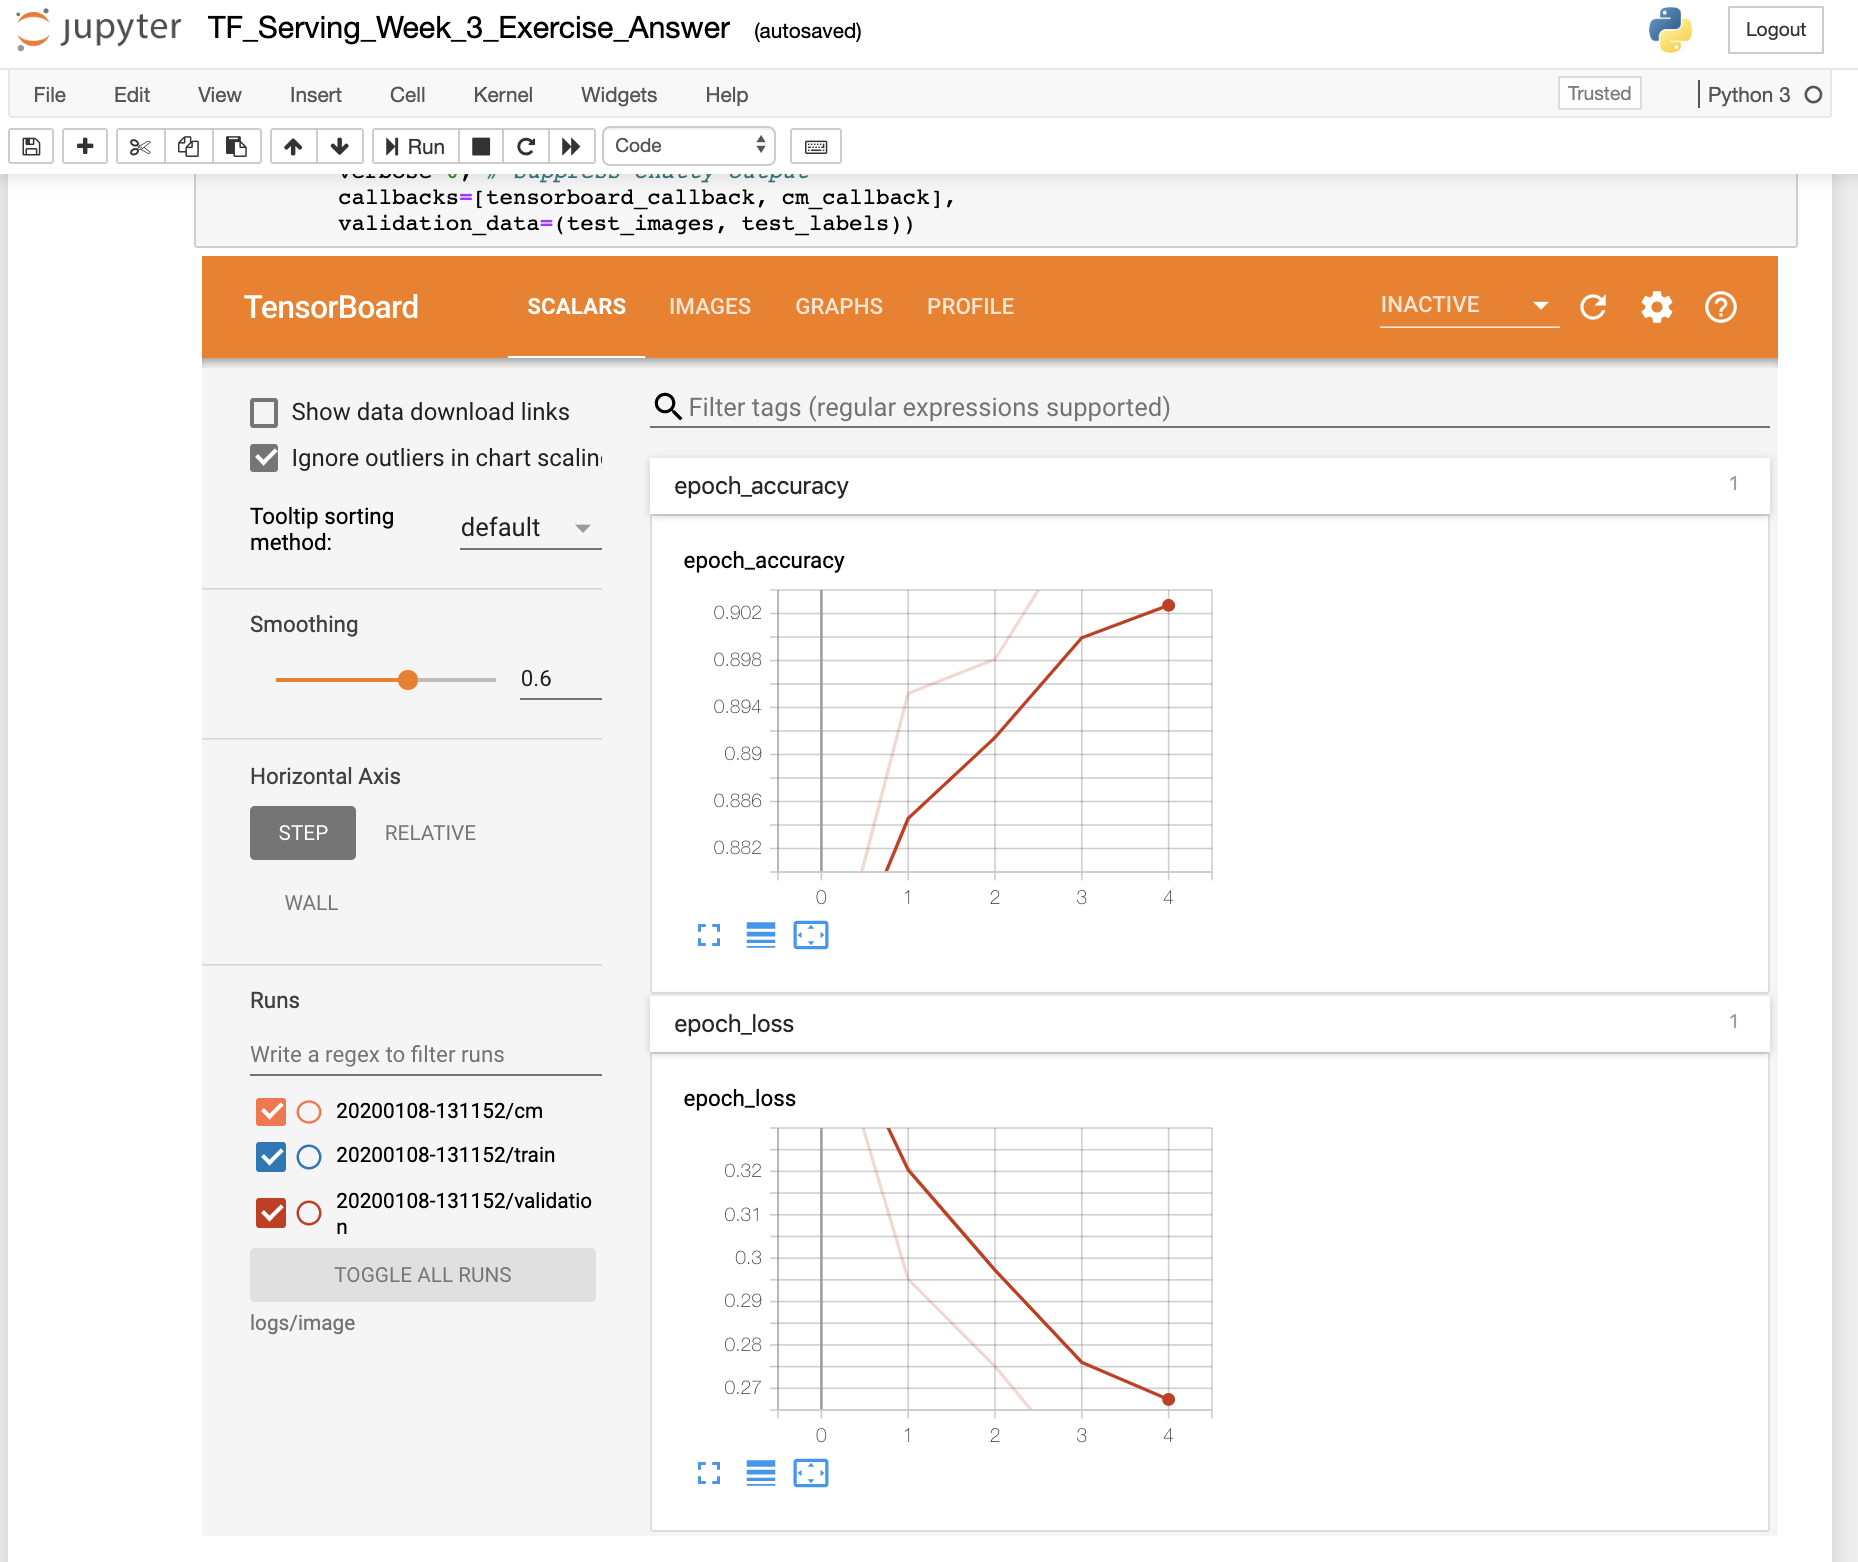 jupyter TF_Serving_Week_3_Exercise_Answer (autosaved) Logout
File Edit View Insert Cell Kernel Widgets Help Trusted Python 3
Run Code
callbacks=[tensorboard_callback, cm_callback],
validation_data=(test_images, test_labels))
TensorBoard SCALARS IMAGES GRAPHS PROFILE INACTIVE
Show data download links
Ignore outliers in chart scalin
Tooltip sorting
method:
default
Smoothing
0.6
Horizontal Axis
STEP RELATIVE
WALL
Runs
Write a regex to filter runs
20200108-131152/cm
20200108-131152/train
20200108-131152/validatio
n
TOGGLE ALL RUNS
logs/image
Filter tags (regular expressions supported)
epoch_accuracy 1
epoch_accuracy
0.902
0.898
0.894
0.89
0.886
0.882
0 1 2 3 4
epoch_loss 1
epoch_loss
0.32
0.31
0.3
0.29
0.28
0.27
0 1 2 3 4